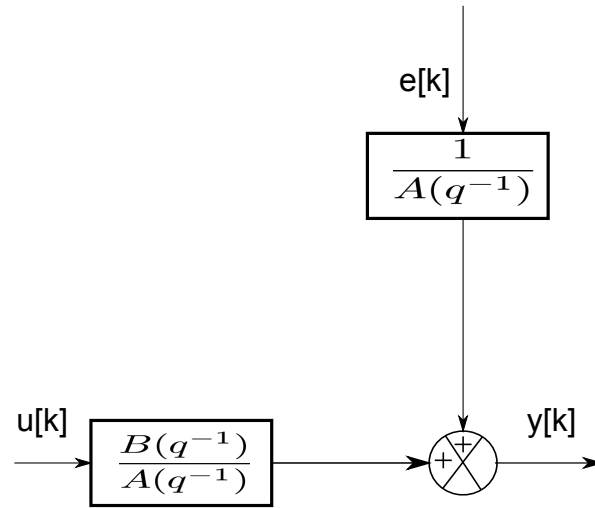 e[k]
1
A(q⁻¹)
u[k]
B(q⁻¹)
A(q⁻¹)
+
+
y[k]